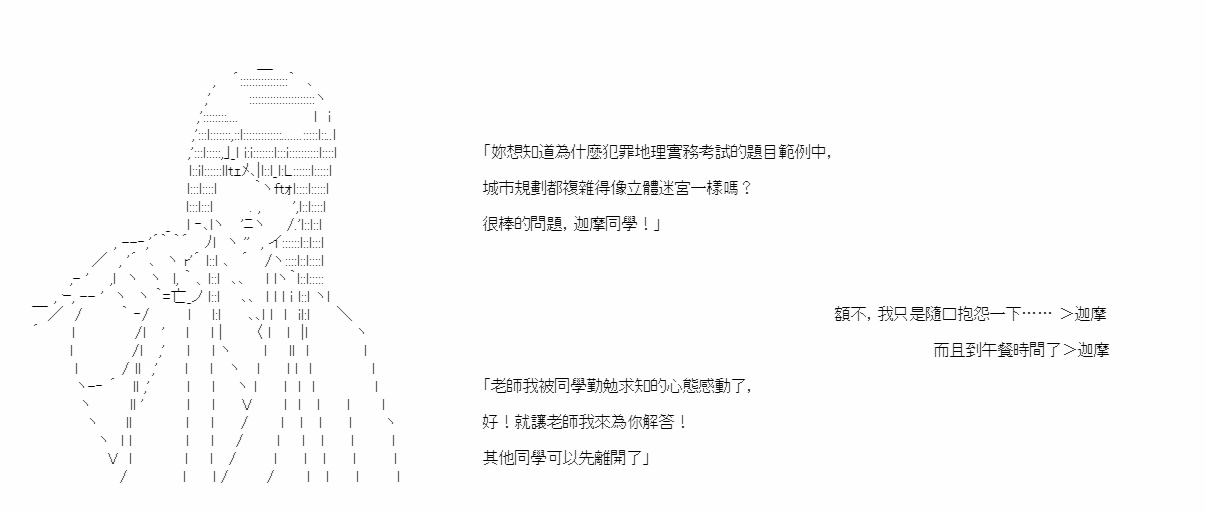 「妳想知道為什麼犯罪地理實務考試的題目範例中，
城市規劃都複雜得像立體迷宮一樣嗎？
很棒的問題，迦摩同學！」
額不，我只是隨口抱怨一下…… ＞迦摩
而且到午餐時間了＞迦摩
「老師我被同學勤勉求知的心態感動了，
好！就讓老師我來為你解答！
其他同學可以先離開了」